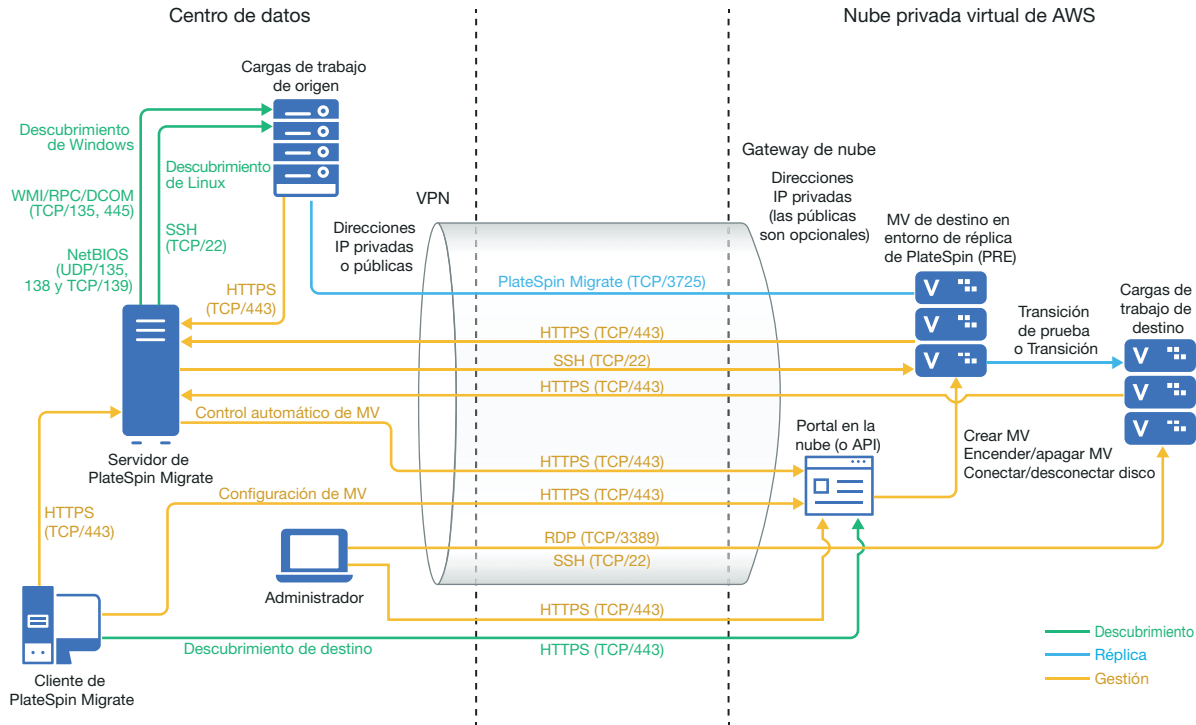 Centro de datos
Nube privada virtual de AWS
Cargas de trabajo
de origen
Descubrimiento
de Windows
Descubrimiento
de Linux
WMI/RPC/DCOM
(TCP/135, 445)
SSH
(TCP/22)
NetBIOS
(UDP/135,
138 y TCP/139)
HTTPS
(TCP/443)
VPN
Direcciones
IP privadas
o públicas
Gateway de nube
Direcciones
IP privadas
(las públicas
son opcionales)
MV de destino en
entorno de réplica
de PlateSpin (PRE)
Cargas de
trabajo de
destino
PlateSpin Migrate (TCP/3725)
V
V
V
Transición
de prueba
o Transición
V
V
V
HTTPS (TCP/443)
SSH (TCP/22)
HTTPS (TCP/443)
Control automático de MV
Servidor de
PlateSpin Migrate
HTTPS (TCP/443)
Portal en la
nube (o API)
Crear MV
Encender/apagar MV
Conectar/desconectar disco
Configuración de MV
HTTPS (TCP/443)
HTTPS
(TCP/443)
RDP (TCP/3389)
SSH (TCP/22)
Administrador
HTTPS (TCP/443)
Descubrimiento de destino
HTTPS (TCP/443)
Cliente de
PlateSpin Migrate
Descubrimiento
Réplica
Gestión